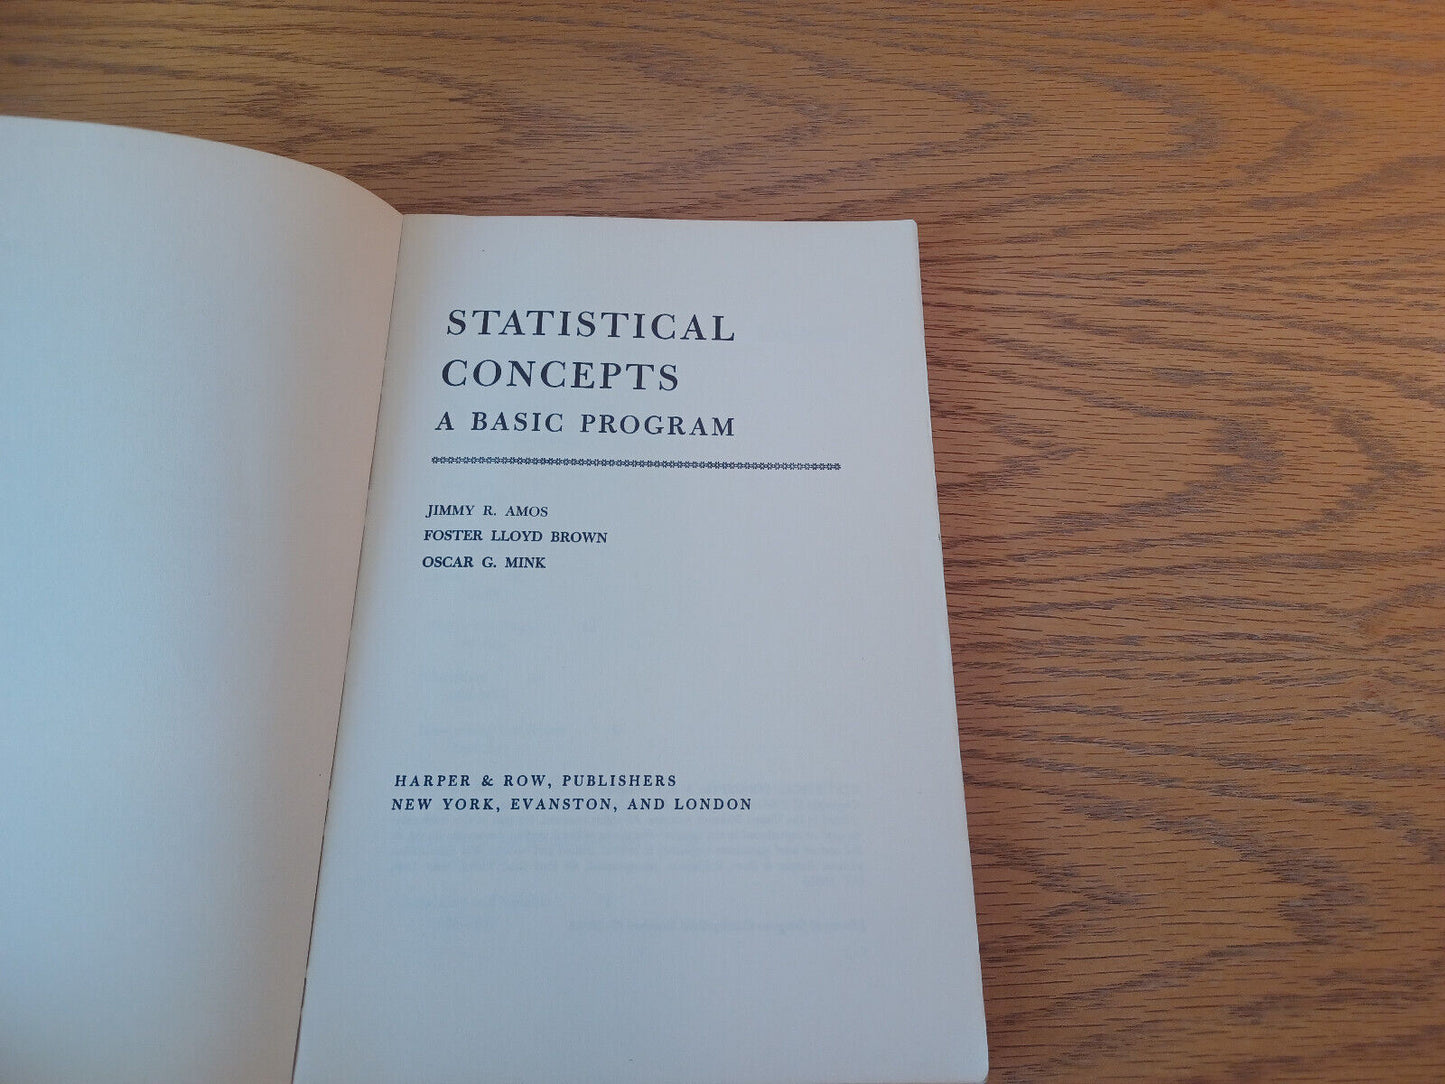 STATISTICAL
CONCEPTS
A BASIC PROGRAM
JIMMY R. AMOS
FOSTER LLOYD BROWN
OSCAR G. MINK
HARPER & ROW, PUBLISHERS
NEW YORK, EVANSTON, AND LONDON